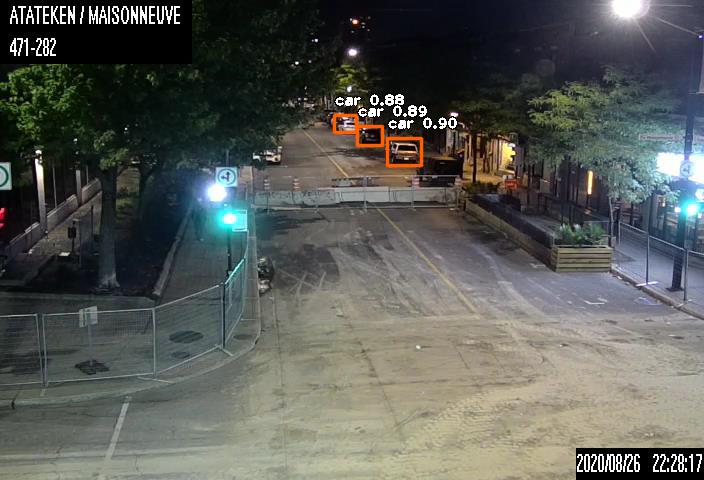 ATATEKEN / MAISONNEUVE
471-282
car 0.88
car 0.89
car 0.90
2020/08/26 22:28:17